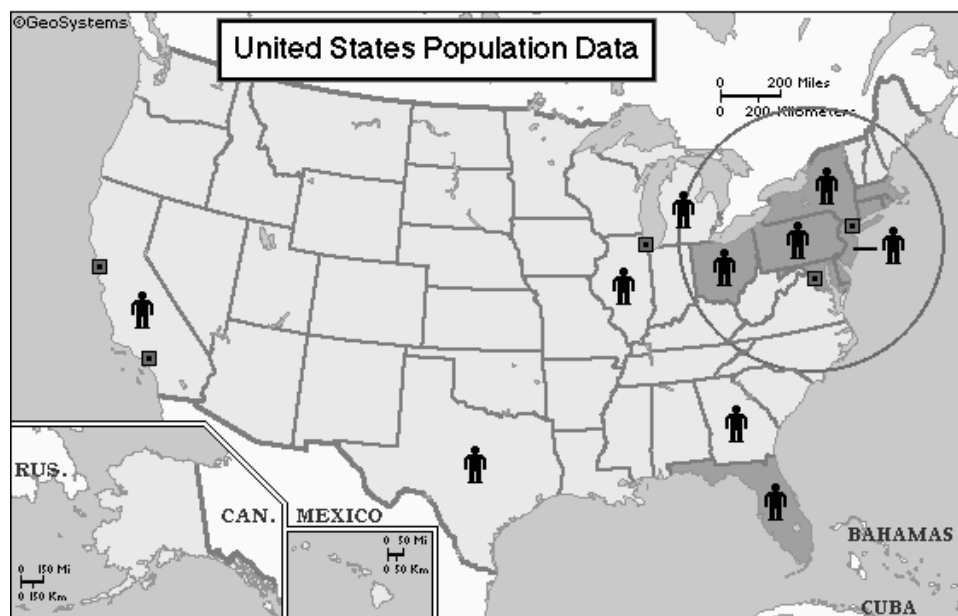 ©GeoSystems
United States Population Data
0 200 Miles
0 200 Kilometers
RUS.
CAN.
MEXICO
0 150 Mi
0 150 Km
0 50 Mi
0 50 Km
BAHAMAS
CUBA